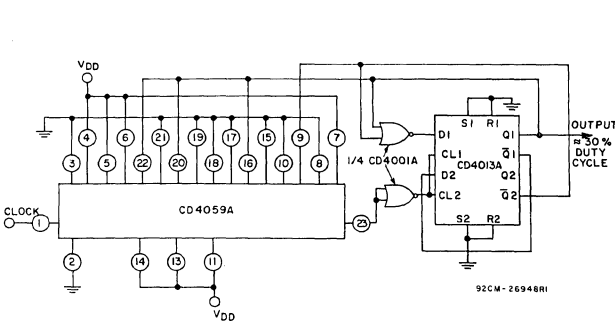 VDD
4
6
21
19
17
15
9
7
3
5
22
20
18
16
10
8
CLOCK
1
CD4059A
23
2
14
13
11
VDD
1/4 CD4001A
S1 R1
D1 Q1
CL1 Q̅1
CD4013A
D2 Q2
CL2 Q̅2
S2 R2
OUTPUT
≈ 30%
DUTY
CYCLE
92CM-26948R1